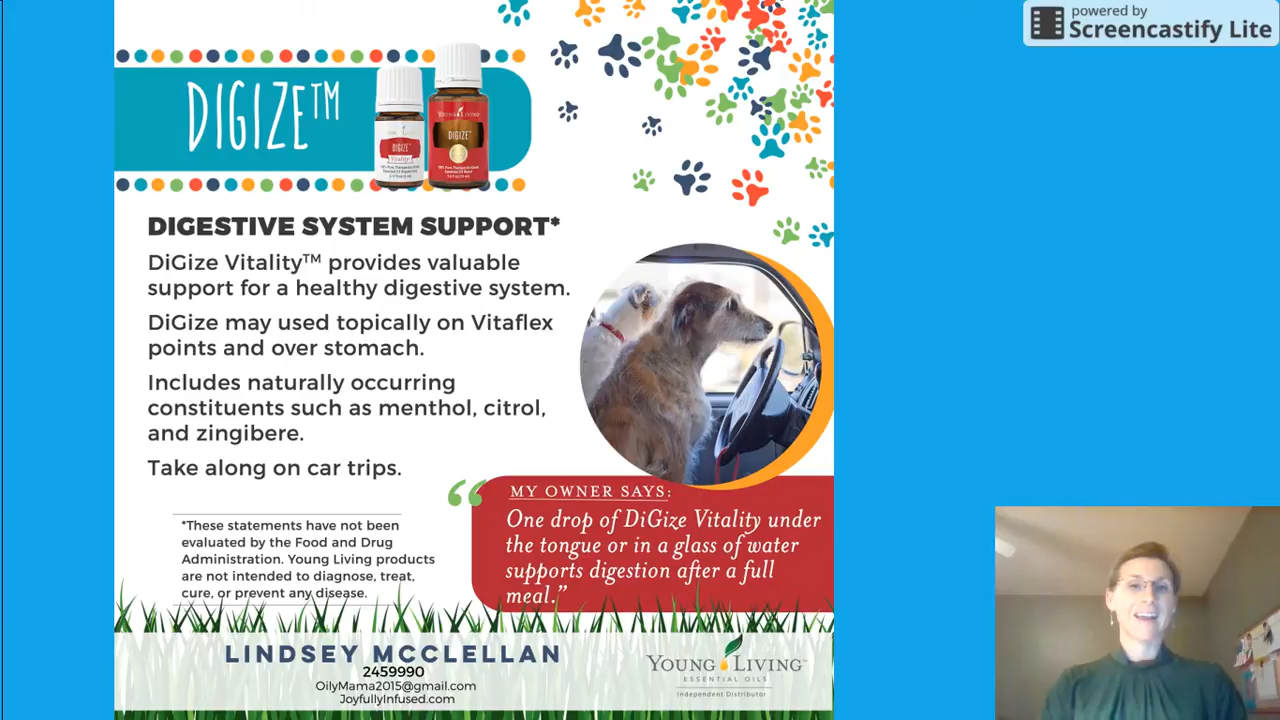 powered by
Screencastify Lite
DIGIZE™
YOUNG LIVING
DIGIZE™
DIGIZE™
Vitality™
DIGESTIVE SYSTEM SUPPORT*
DiGize Vitality™ provides valuable
support for a healthy digestive system.
DiGize may used topically on Vitaflex
points and over stomach.
Includes naturally occurring
constituents such as menthol, citrol,
and zingibere.
Take along on car trips.
*These statements have not been
evaluated by the Food and Drug
Administration. Young Living products
are not intended to diagnose, treat,
cure, or prevent any disease.
“
MY OWNER SAYS:
One drop of DiGize Vitality under
the tongue or in a glass of water
supports digestion after a full
meal.”
LINDSEY MCCLELLAN
2459990
OilyMama2015@gmail.com
JoyfullyInfused.com
YOUNG LIVING™
ESSENTIAL OILS
Independent Distributor